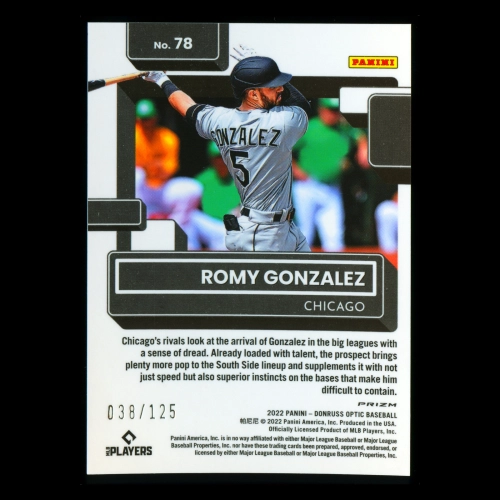 No. 78
PANINI
GONZALEZ
5
ROMY GONZALEZ
CHICAGO
Chicago's rivals look at the arrival of Gonzalez in the big leagues with
a sense of dread. Already loaded with talent, the prospect brings
plenty more pop to the South Side lineup and supplements it with not
just speed but also superior instincts on the bases that make him
difficult to contain.
PRIZM
038/125
2022 PANINI – DONRUSS OPTIC BASEBALL
帕尼尼 © 2022 Panini America, Inc. Produced in the USA.
Officially Licensed Product of MLB Players, Inc.
MLB PLAYERS
Panini America, Inc. is in no way affiliated with either Major League Baseball or Major League
Baseball Properties, Inc. nor have these trading cards been prepared, approved, endorsed, or
licensed by either Major League Baseball or Major League Baseball Properties, Inc.